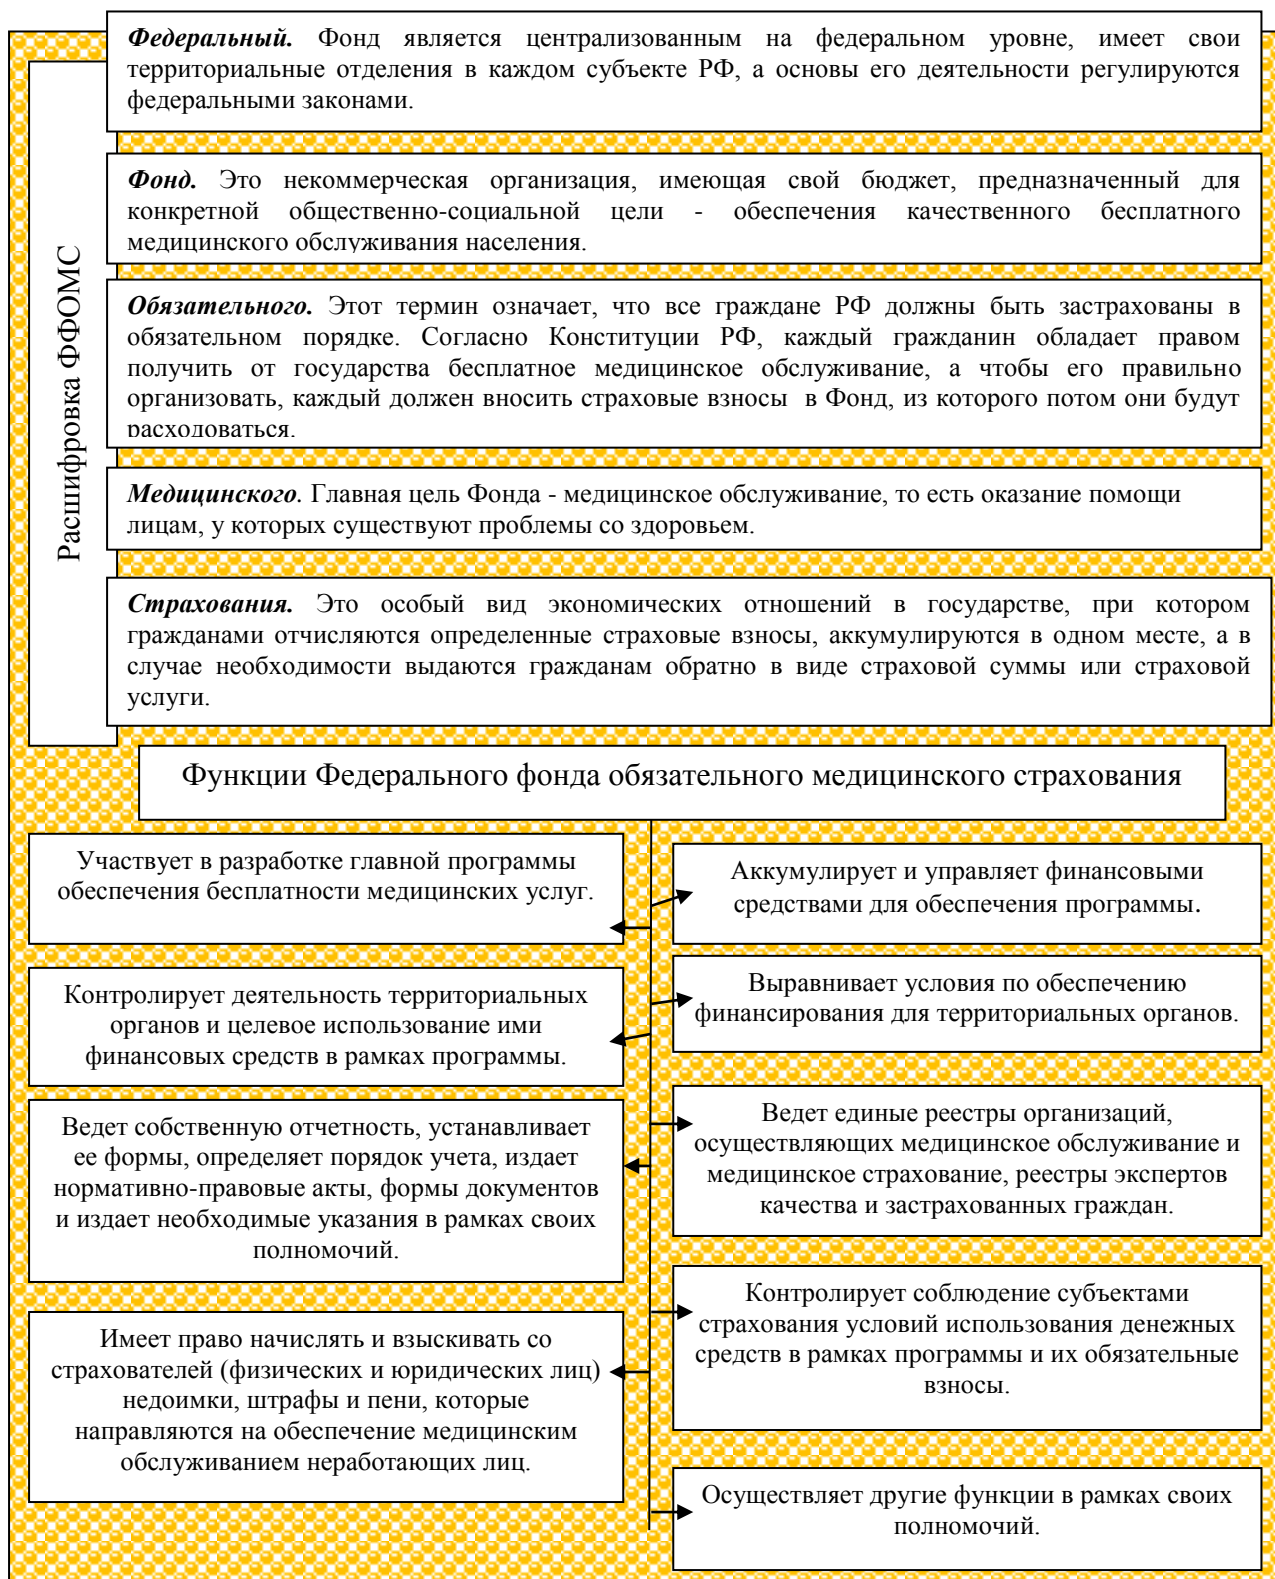 Расшифровка ФФОМС
Федеральный. Фонд является централизованным на федеральном уровне, имеет свои
территориальные отделения в каждом субъекте РФ, а основы его деятельности регулируются
федеральными законами.
Фонд. Это некоммерческая организация, имеющая свой бюджет, предназначенный для
конкретной общественно-социальной цели - обеспечения качественного бесплатного
медицинского обслуживания населения.
Обязательного. Этот термин означает, что все граждане РФ должны быть застрахованы в
обязательном порядке. Согласно Конституции РФ, каждый гражданин обладает правом
получить от государства бесплатное медицинское обслуживание, а чтобы его правильно
организовать, каждый должен вносить страховые взносы в Фонд, из которого потом они будут
расходоваться.
Медицинского. Главная цель Фонда - медицинское обслуживание, то есть оказание помощи
лицам, у которых существуют проблемы со здоровьем.
Страхования. Это особый вид экономических отношений в государстве, при котором
гражданами отчисляются определенные страховые взносы, аккумулируются в одном месте, а в
случае необходимости выдаются гражданам обратно в виде страховой суммы или страховой
услуги.
Функции Федерального фонда обязательного медицинского страхования
Участвует в разработке главной программы
обеспечения бесплатности медицинских услуг.
Аккумулирует и управляет финансовыми
средствами для обеспечения программы.
Контролирует деятельность территориальных
органов и целевое использование ими
финансовых средств в рамках программы.
Выравнивает условия по обеспечению
финансирования для территориальных органов.
Ведет собственную отчетность, устанавливает
ее формы, определяет порядок учета, издает
нормативно-правовые акты, формы документов
и издает необходимые указания в рамках своих
полномочий.
Ведет единые реестры организаций,
осуществляющих медицинское обслуживание и
медицинское страхование, реестры экспертов
качества и застрахованных граждан.
Имеет право начислять и взыскивать со
страхователей (физических и юридических лиц)
недоимки, штрафы и пени, которые
направляются на обеспечение медицинским
обслуживанием неработающих лиц.
Контролирует соблюдение субъектами
страхования условий использования денежных
средств в рамках программы и их обязательные
взносы.
Осуществляет другие функции в рамках своих
полномочий.